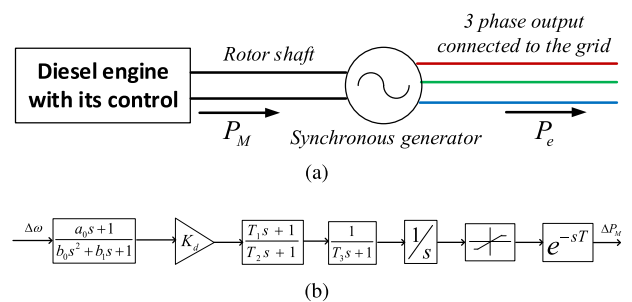 Diesel engine
with its control
Rotor shaft
P_M
Synchronous generator
3 phase output
connected to the grid
P_e
(a)
Δω
a_0s+1
b_0s^2+b_1s+1
K_d
T_1s+1
T_2s+1
1
T_3s+1
1/s
e^{-sT}
ΔP_M
(b)